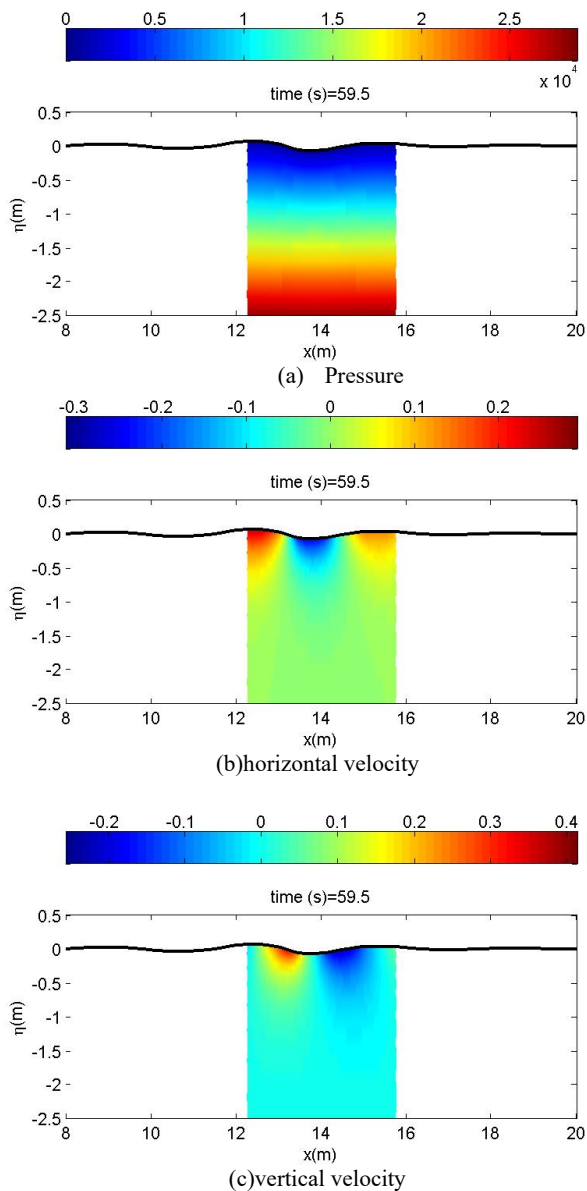 0 0.5 1 1.5 2 2.5
x 10^4
time (s)=59.5
0.5
0
-0.5
-1
-1.5
-2
-2.5
η(m)
8 10 12 14 16 18 20
x(m)
(a) Pressure
-0.3 -0.2 -0.1 0 0.1 0.2
time (s)=59.5
0.5
0
-0.5
-1
-1.5
-2
-2.5
η(m)
8 10 12 14 16 18 20
x(m)
(b)horizontal velocity
-0.2 -0.1 0 0.1 0.2 0.3 0.4
time (s)=59.5
0.5
0
-0.5
-1
-1.5
-2
-2.5
η(m)
8 10 12 14 16 18 20
x(m)
(c)vertical velocity